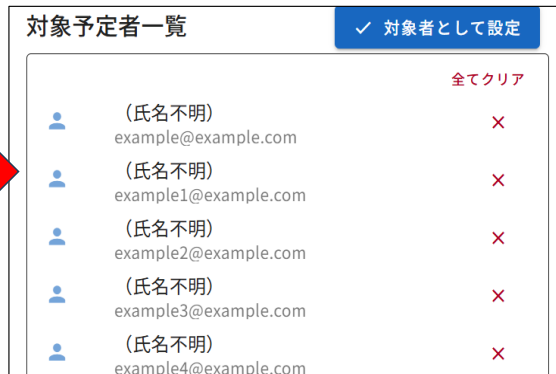 対象予定者一覧
✓ 対象者として設定
全てクリア
（氏名不明）
example@example.com
（氏名不明）
example1@example.com
（氏名不明）
example2@example.com
（氏名不明）
example3@example.com
（氏名不明）
example4@example.com